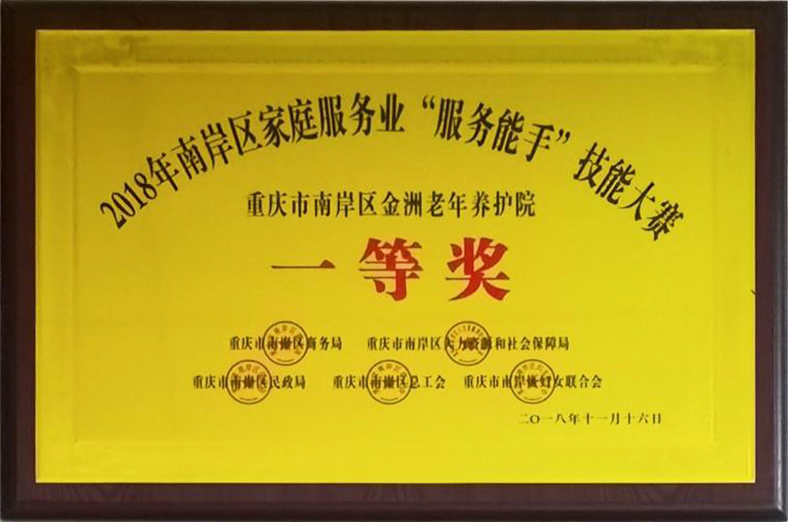 2018年南岸区家庭服务业“服务能手”技能大赛
重庆市南岸区金洲老年养护院
一等奖
重庆市南岸区商务局 重庆市南岸区人力资源和社会保障局
重庆市南岸区民政局 重庆市南岸区总工会 重庆市南岸区妇女联合会
二〇一八年十一月十六日